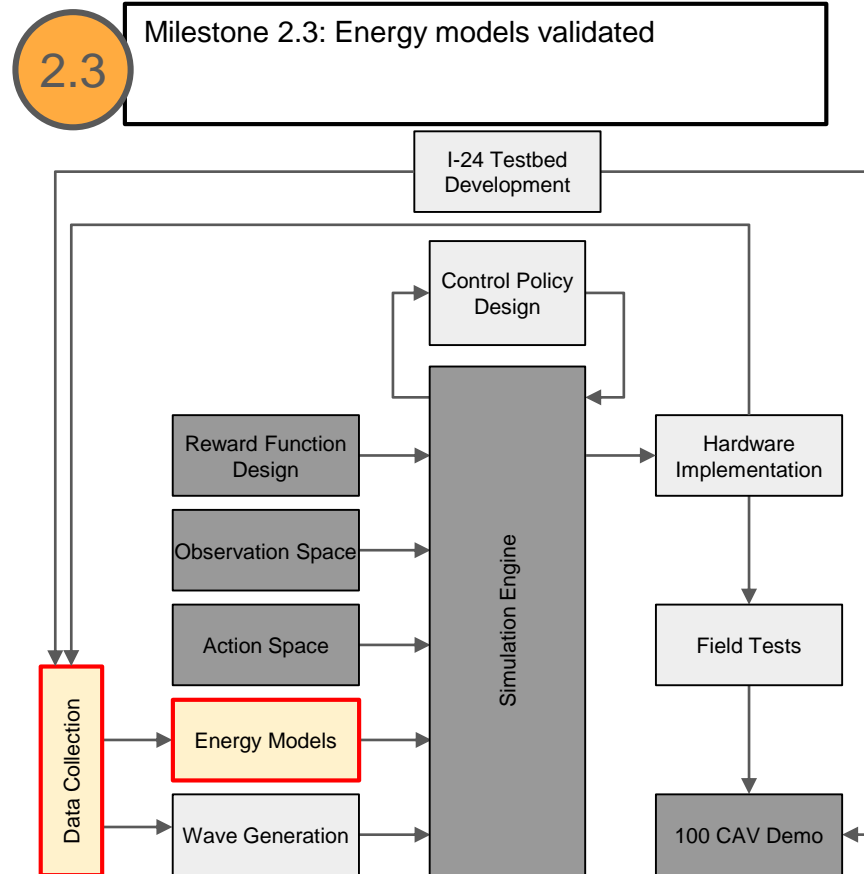 2.3
Milestone 2.3: Energy models validated
I-24 Testbed
Development
Control Policy
Design
Reward Function
Design
Hardware
Implementation
Observation Space
Simulation Engine
Action Space
Field Tests
Data Collection
Energy Models
Wave Generation
100 CAV Demo